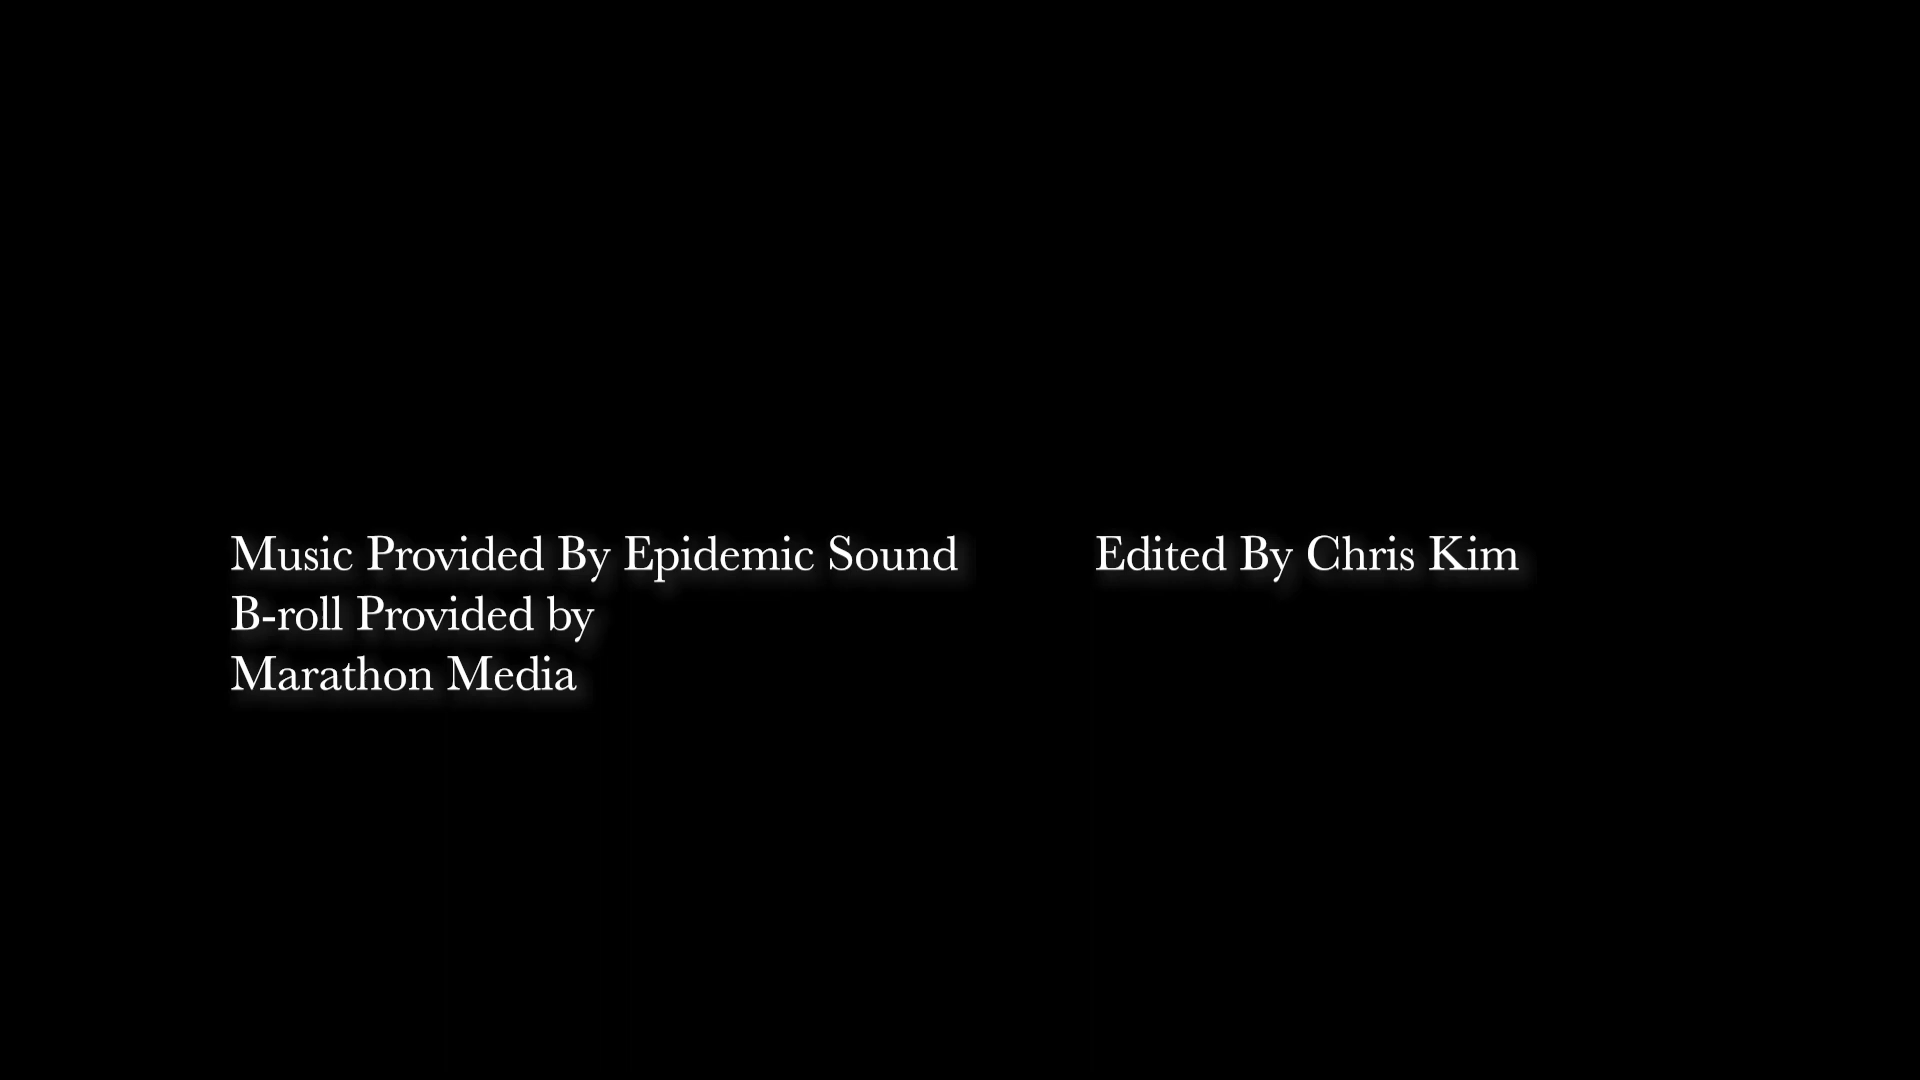 Music Provided By Epidemic Sound
B-roll Provided by
Marathon Media
Edited By Chris Kim